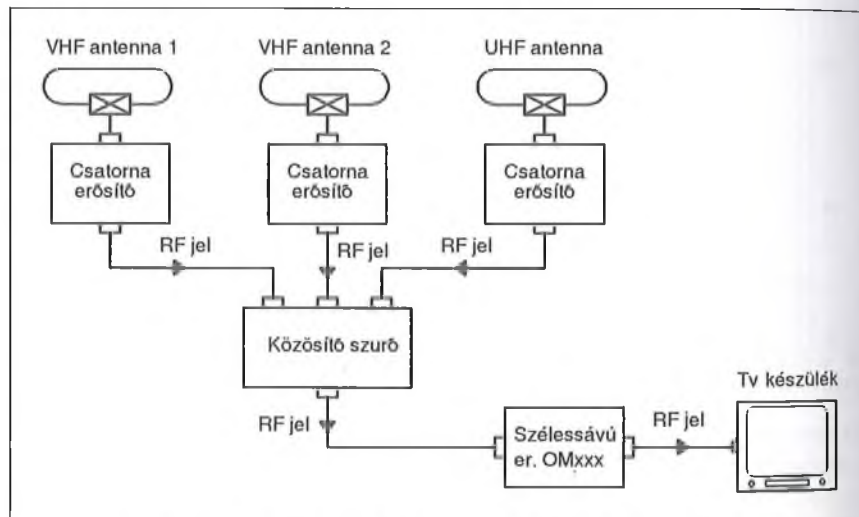 VHF antenna 1
VHF antenna 2
UHF antenna
Csatorna
erősítő
Csatorna
erősítő
Csatorna
erősítő
RF jel
RF jel
RF jel
Közösítő szurő
RF jel
Szélessávú
er. OMxxx
RF jel
Tv készülék